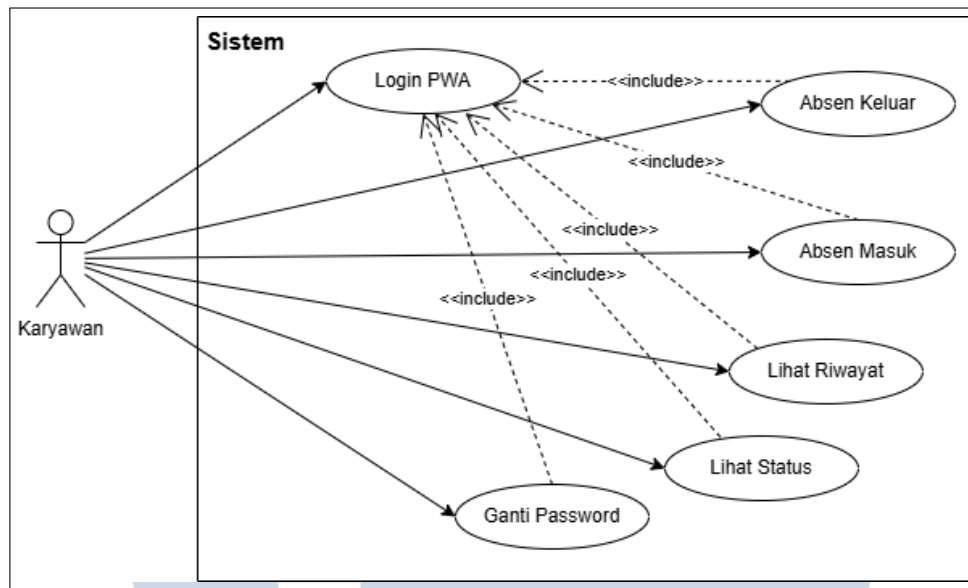 Sistem
Login PWA
<<include>>
Absen Keluar
<<include>>
<<include>>
Absen Masuk
<<include>>
<<include>>
Karyawan
Lihat Riwayat
Lihat Status
Ganti Password